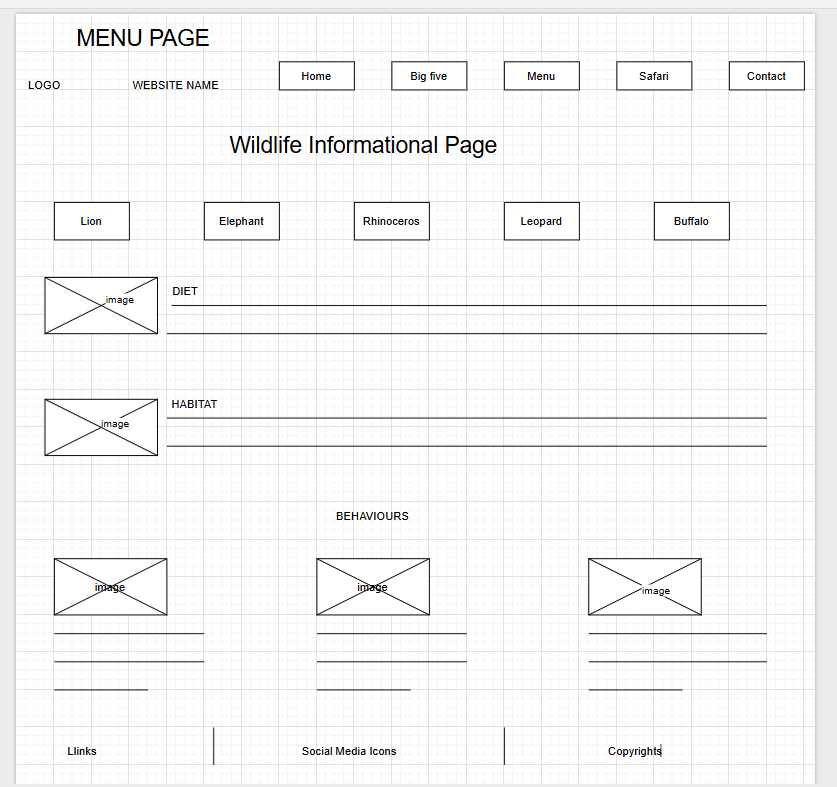 MENU PAGE
LOGO WEBSITE NAME Home Big five Menu Safari Contact
Wildlife Informational Page
Lion Elephant Rhinoceros Leopard Buffalo
image DIET
image HABITAT
BEHAVIOURS
image image image
Llinks Social Media Icons Copyrights